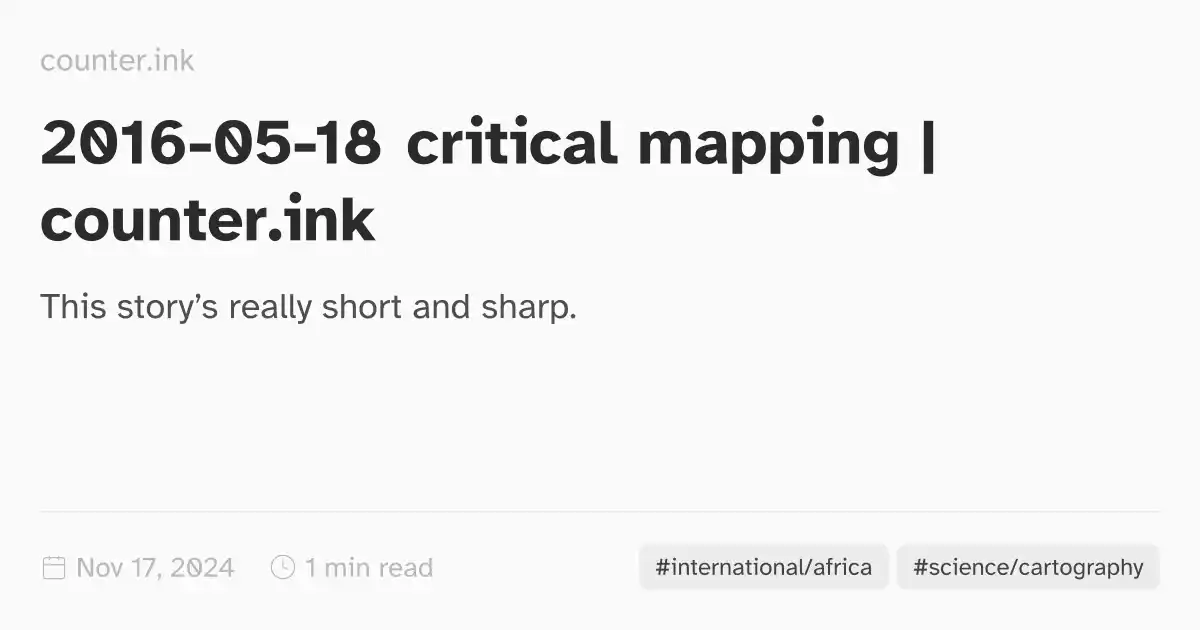 counter.ink
2016-05-18 critical mapping |
counter.ink
This story’s really short and sharp.
Nov 17, 2024 1 min read #international/africa #science/cartography